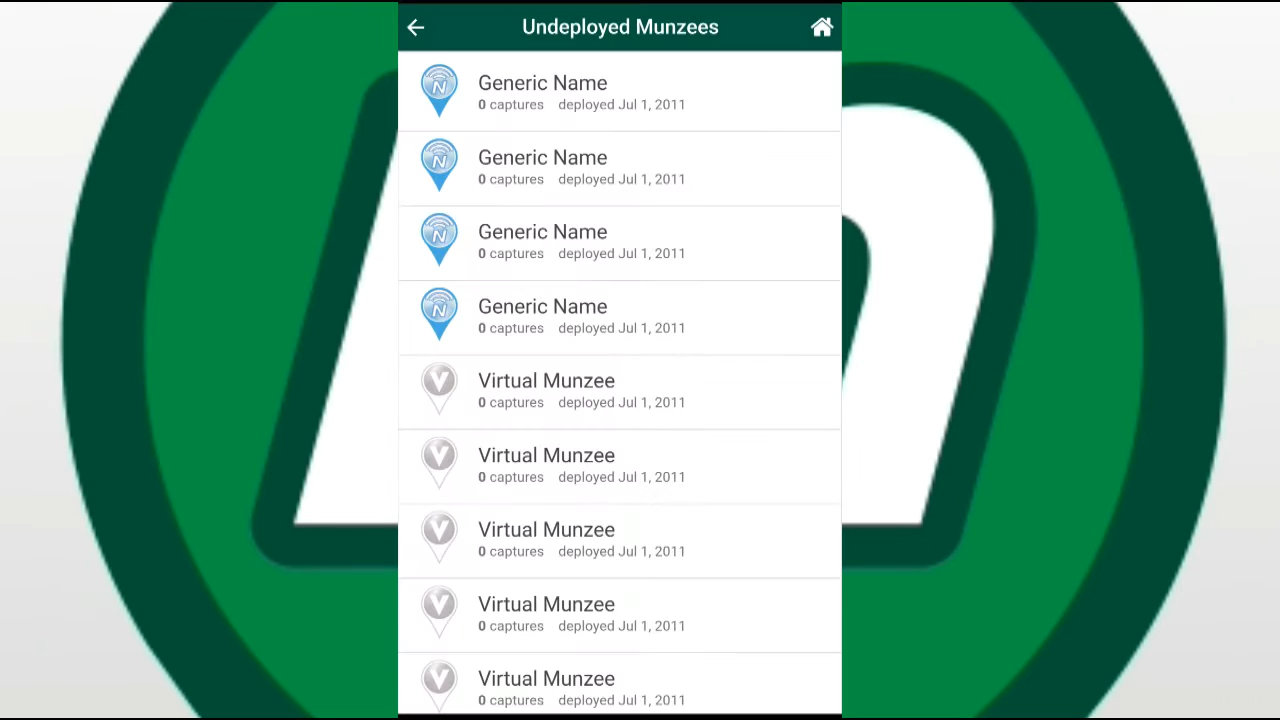 Undeployed Munzees
Generic Name
0 captures deployed Jul 1, 2011
Generic Name
0 captures deployed Jul 1, 2011
Generic Name
0 captures deployed Jul 1, 2011
Generic Name
0 captures deployed Jul 1, 2011
Virtual Munzee
0 captures deployed Jul 1, 2011
Virtual Munzee
0 captures deployed Jul 1, 2011
Virtual Munzee
0 captures deployed Jul 1, 2011
Virtual Munzee
0 captures deployed Jul 1, 2011
Virtual Munzee
0 captures deployed Jul 1, 2011